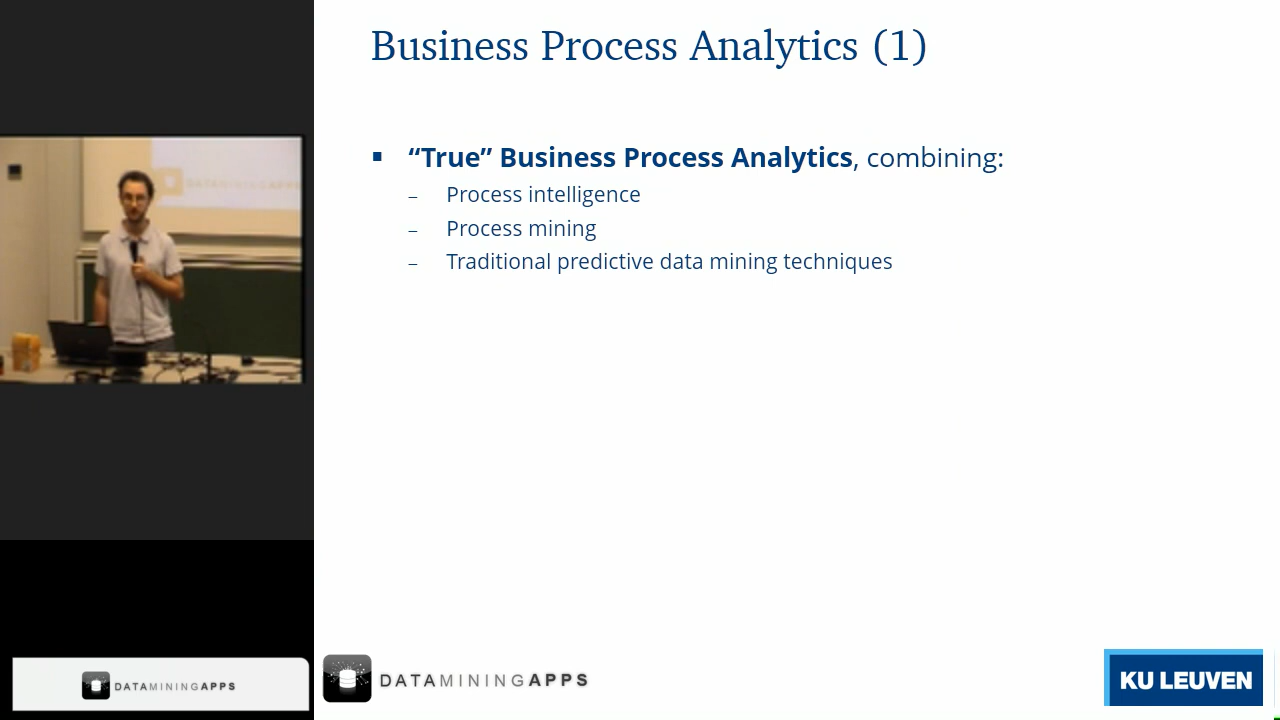 Business Process Analytics (1)
▪ “True” Business Process Analytics, combining:
– Process intelligence
– Process mining
– Traditional predictive data mining techniques
DATAMININGAPPS
DATAMININGAPPS
KU LEUVEN